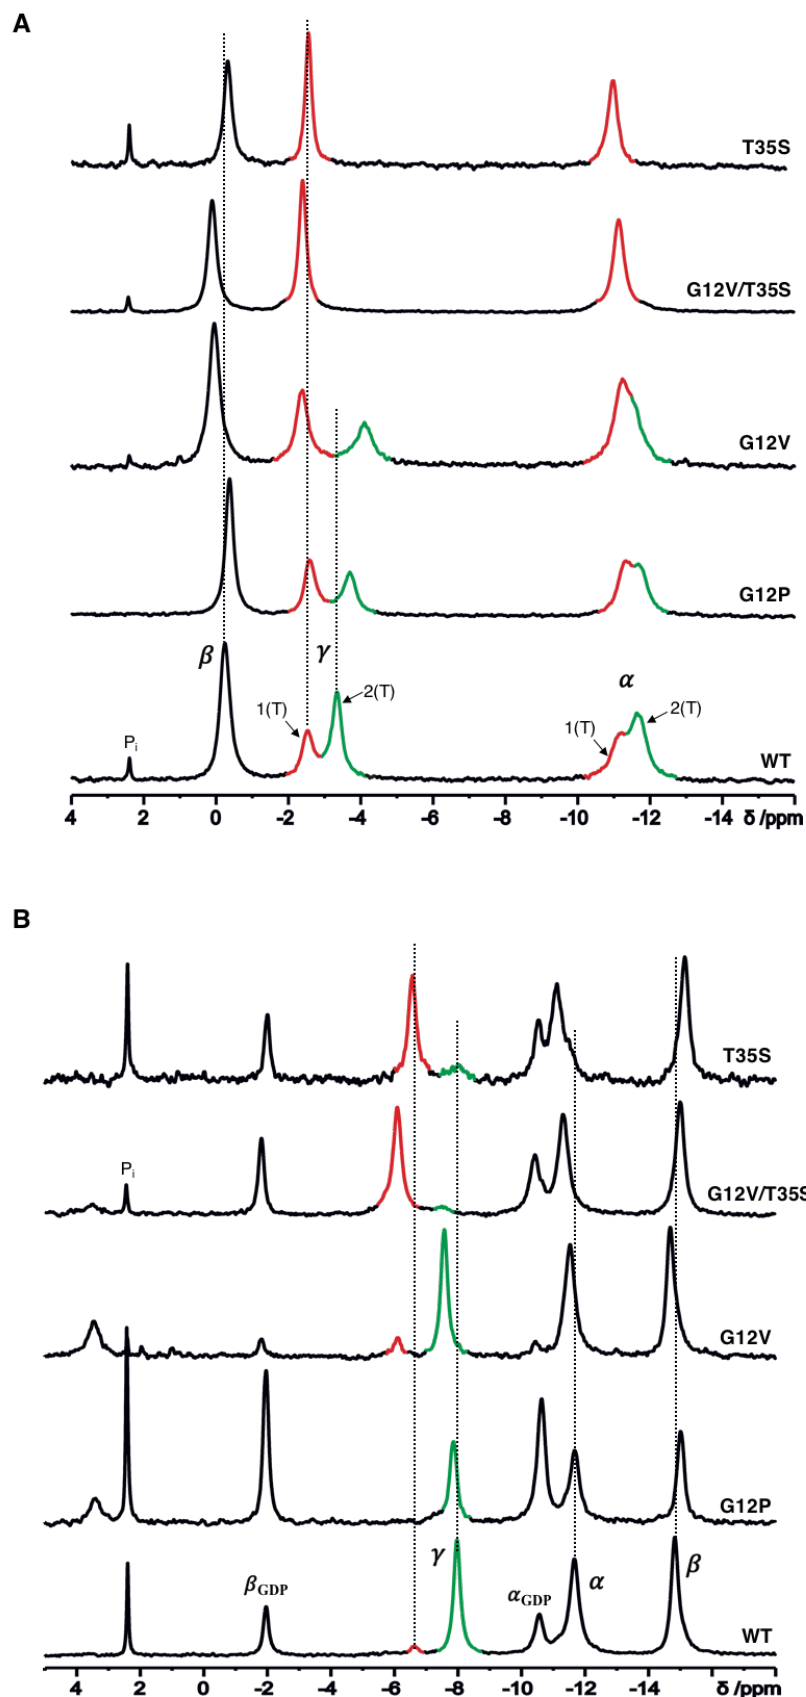 A
T35S
G12V/T35S
G12V
G12P
β γ α
1(T) 2(T) 1(T) 2(T)
Pi
WT
4 2 0 -2 -4 -6 -8 -10 -12 -14 δ /ppm
B
T35S
Pi
G12V/T35S
G12V
G12P
βGDP γ αGDP α β
WT
4 2 0 -2 -4 -6 -8 -10 -12 -14 δ /ppm